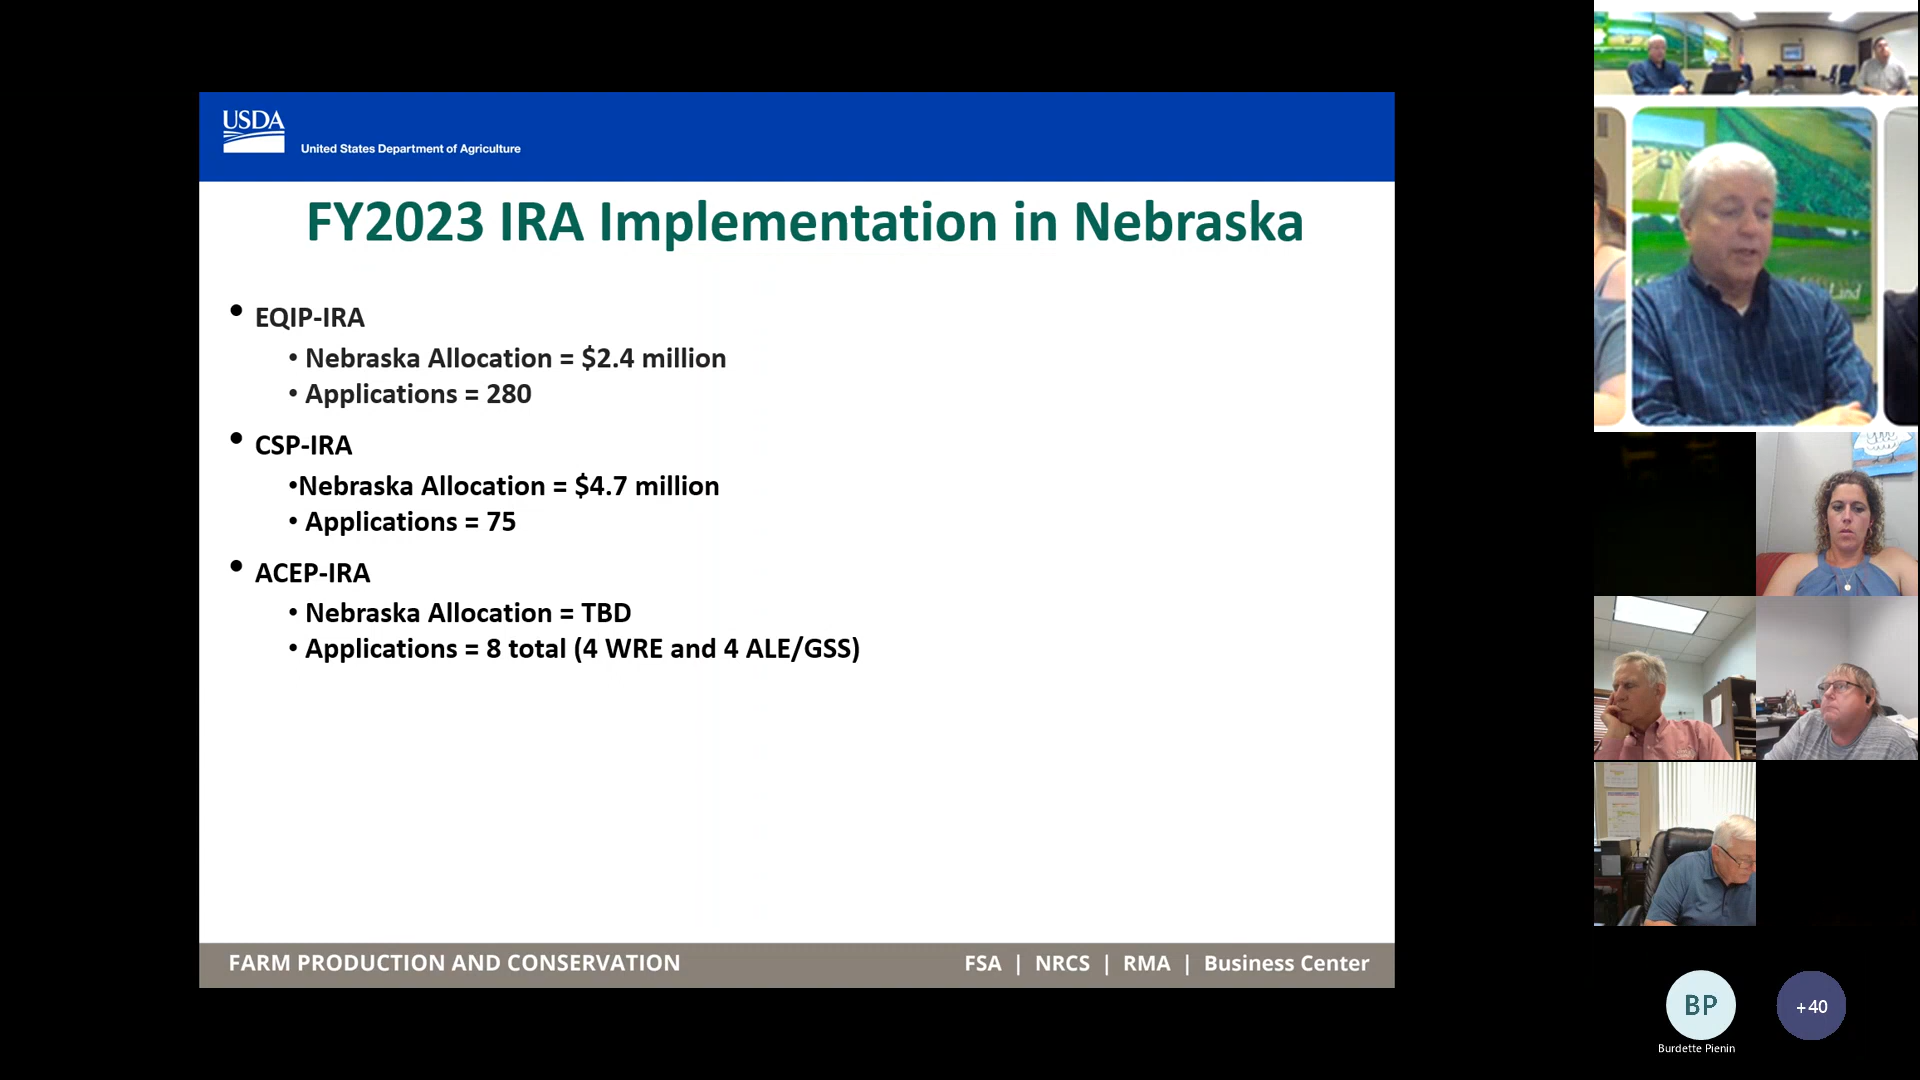 USDA
United States Department of Agriculture
FY2023 IRA Implementation in Nebraska
• EQIP-IRA
• Nebraska Allocation = $2.4 million
• Applications = 280
• CSP-IRA
•Nebraska Allocation = $4.7 million
• Applications = 75
• ACEP-IRA
• Nebraska Allocation = TBD
• Applications = 8 total (4 WRE and 4 ALE/GSS)
FARM PRODUCTION AND CONSERVATION
FSA | NRCS | RMA | Business Center
Land
BP
+40
Burdette Pienin